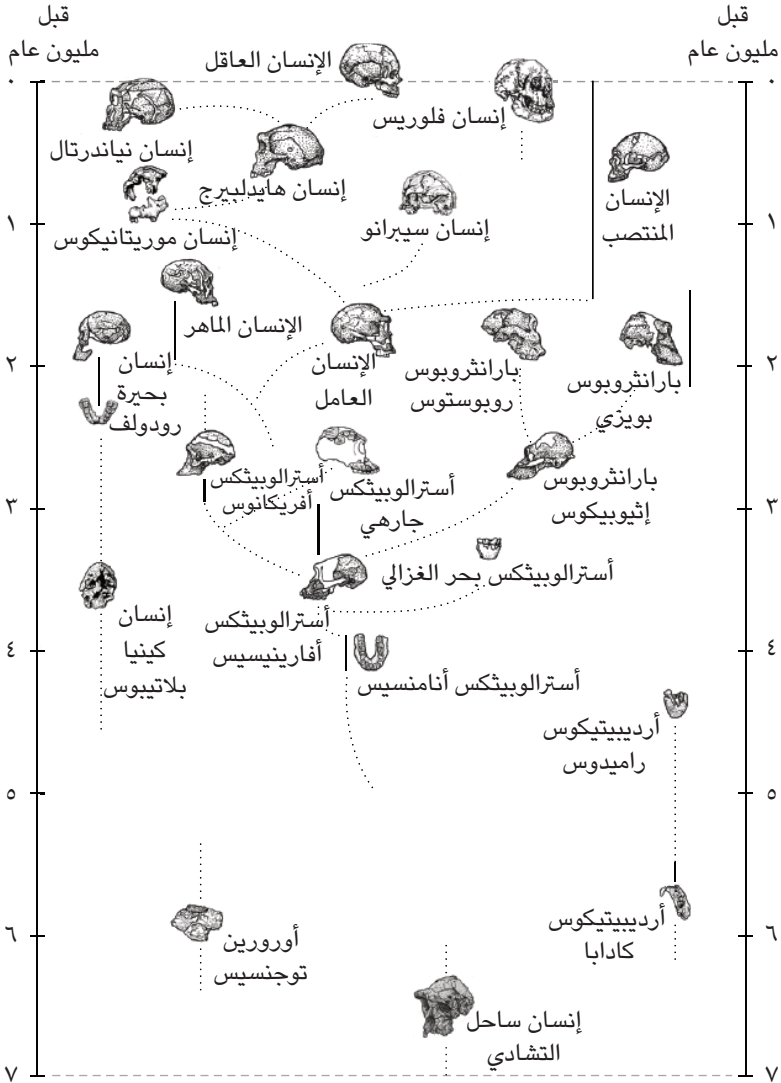 قبل
مليون عام
قبل
مليون عام
٠
٠
الإنسان العاقل
إنسان فلوريس
إنسان نياندرتال
إنسان هايدلبيرج
الإنسان
المنتصب
١
١
إنسان موريتانيكوس
إنسان سيبرانو
الإنسان الماهر
٢
٢
إنسان
بحيرة
رودولف
الإنسان
العامل
بارانثروبوس
روبوستوس
بارانثروبوس
بويزي
أسترالوبيثكس
أفريكانوس
أسترالوبيثكس
جارهي
بارانثروبوس
إثيوبيكوس
٣
٣
أسترالوبيثكس بحر الغزالي
إنسان
كينيا
بلاتيبوس
أسترالوبيثكس
أفارينيسيس
٤
٤
أسترالوبيثكس أنامنسيس
أرديبيتيكوس
راميدوس
٥
٥
أرديبيتيكوس
كادابا
أورورين
توجنسيس
٦
٦
إنسان ساحل
التشادي
٧
٧